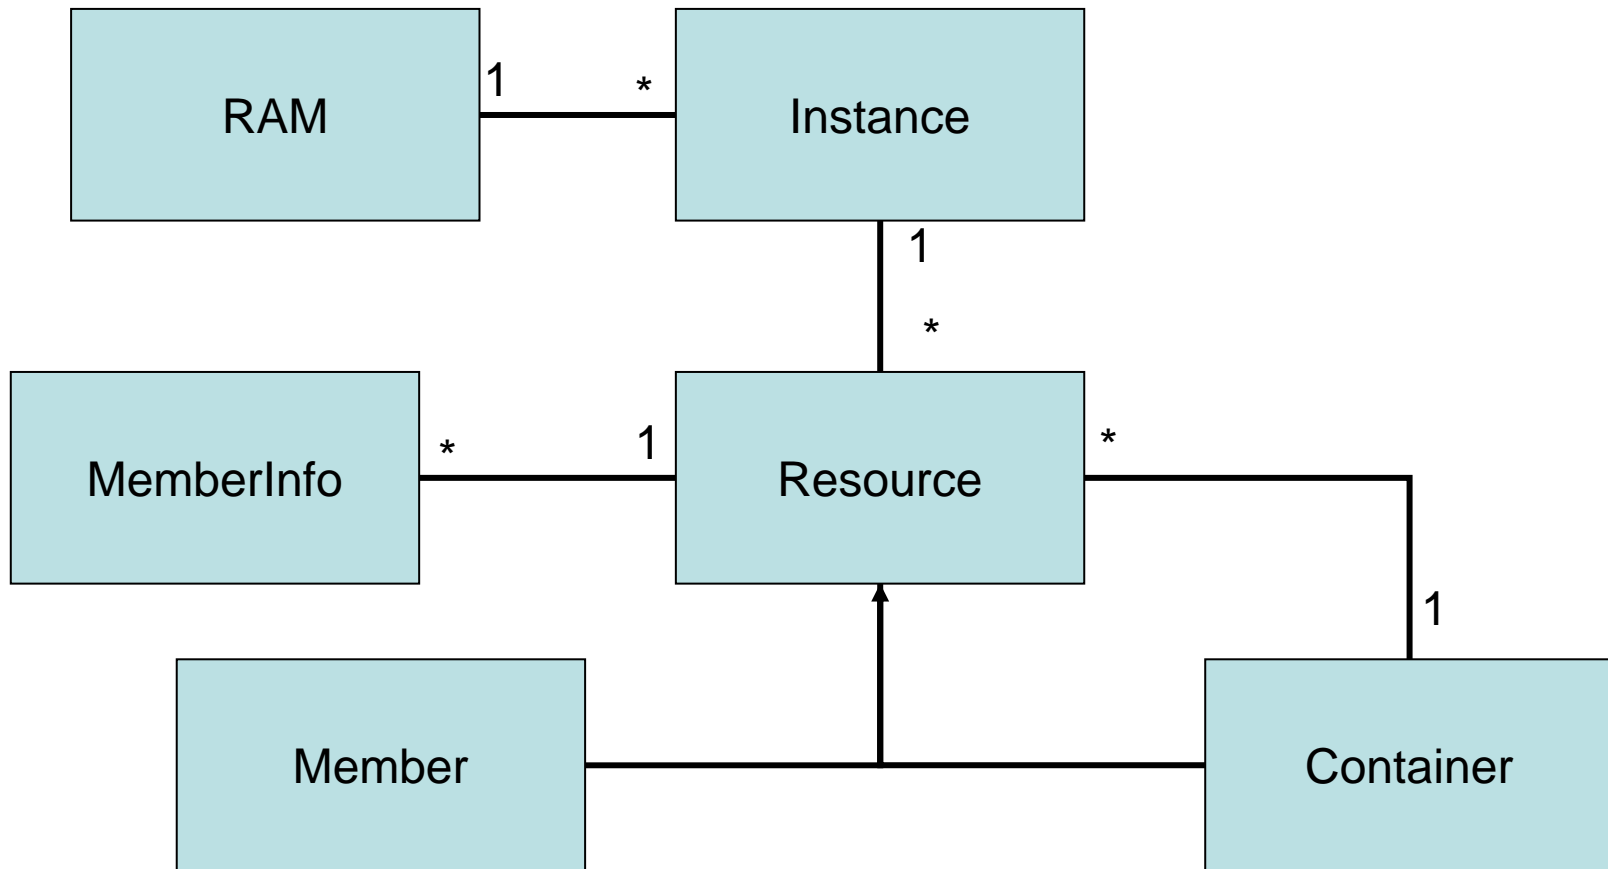 RAM
1
*
Instance
1
*
MemberInfo
*
1
Resource
*
1
Member
Container